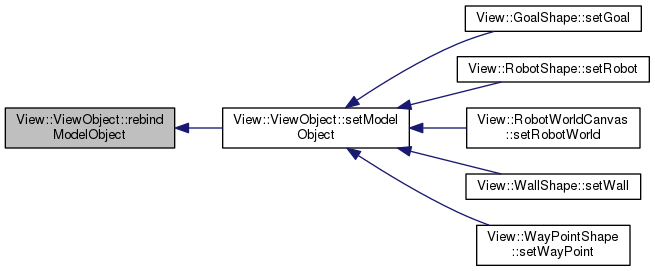 View::GoalShape::setGoal
View::RobotShape::setRobot
View::ViewObject::rebind
ModelObject
View::ViewObject::setModel
Object
View::RobotWorldCanvas
::setRobotWorld
View::WallShape::setWall
View::WayPointShape
::setWayPoint